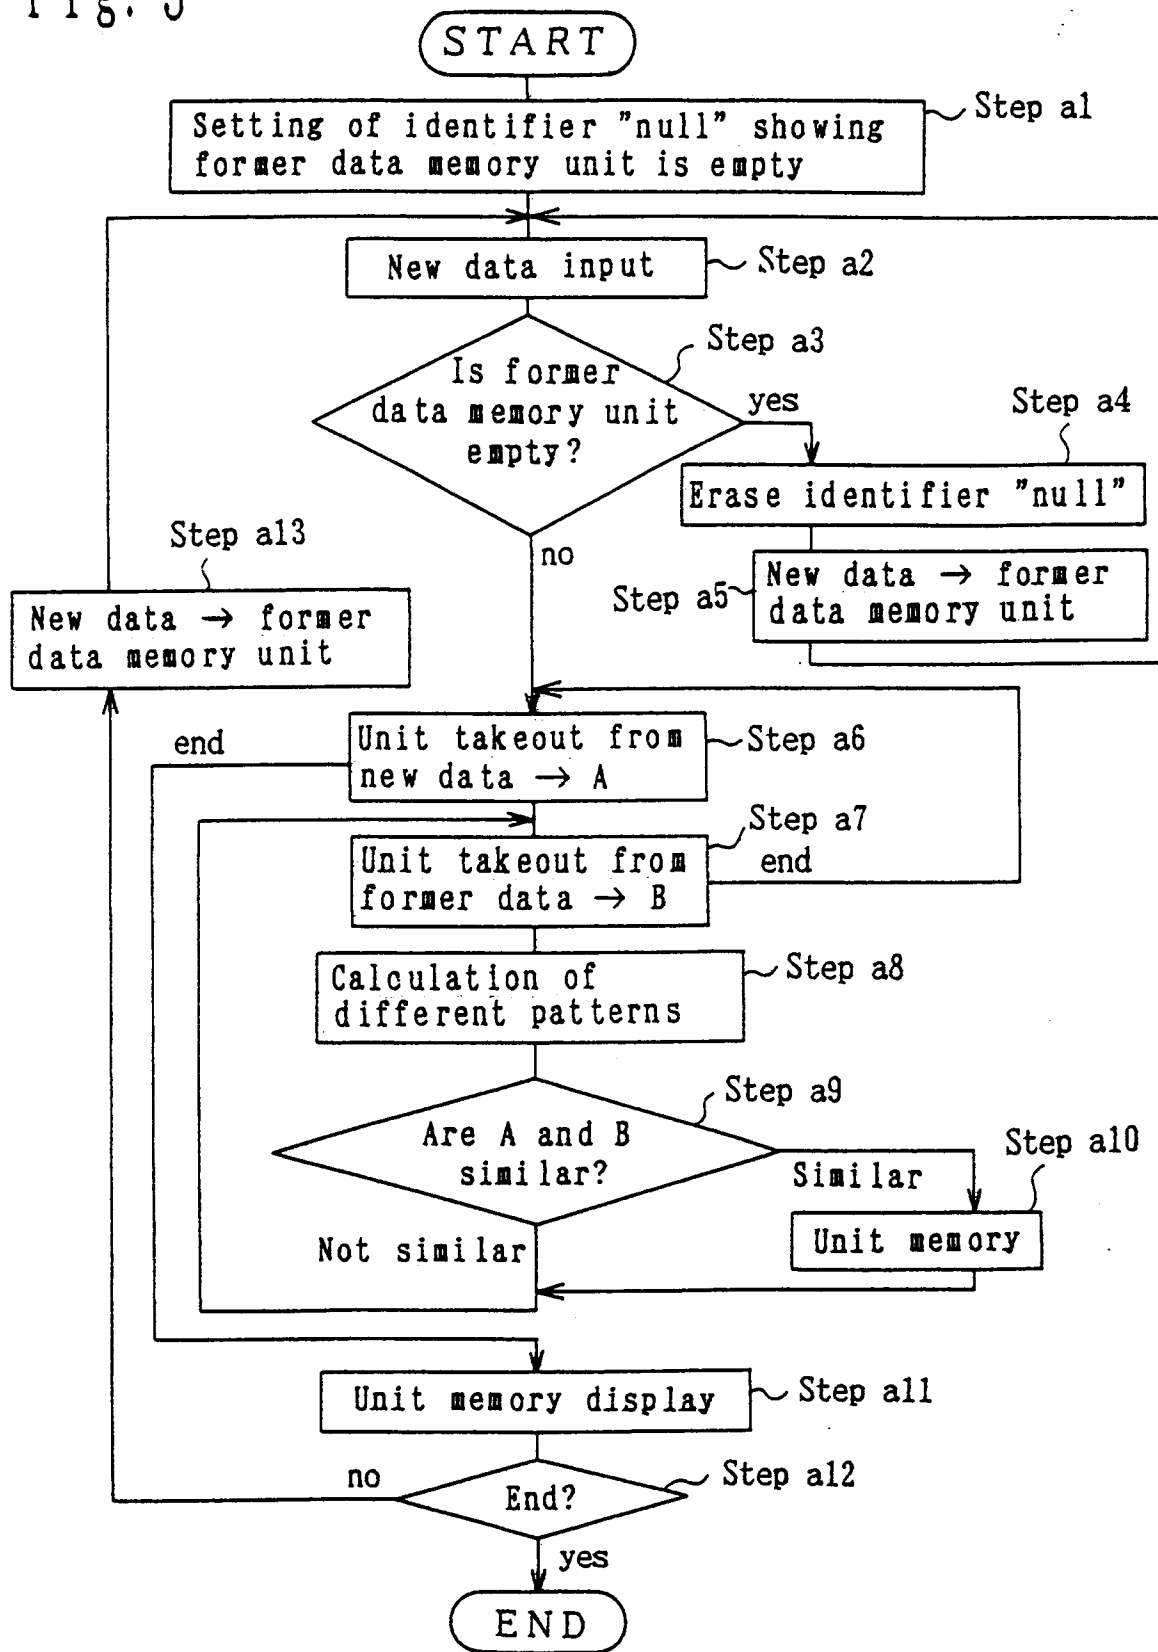 START
Setting of identifier "null" showing
former data memory unit is empty
Step a1
New data input
Step a2
Step a3
Is former
data memory unit
empty?
yes
Step a4
Erase identifier "null"
no
Step a13
New data → former
data memory unit
Step a5
New data → former
data memory unit
end
Unit takeout from
new data → A
Step a6
Step a7
Unit takeout from
former data → B
end
Calculation of
different patterns
Step a8
Step a9
Are A and B
similar?
Similar
Step a10
Unit memory
Not similar
Unit memory display
Step a11
no
End?
Step a12
yes
END